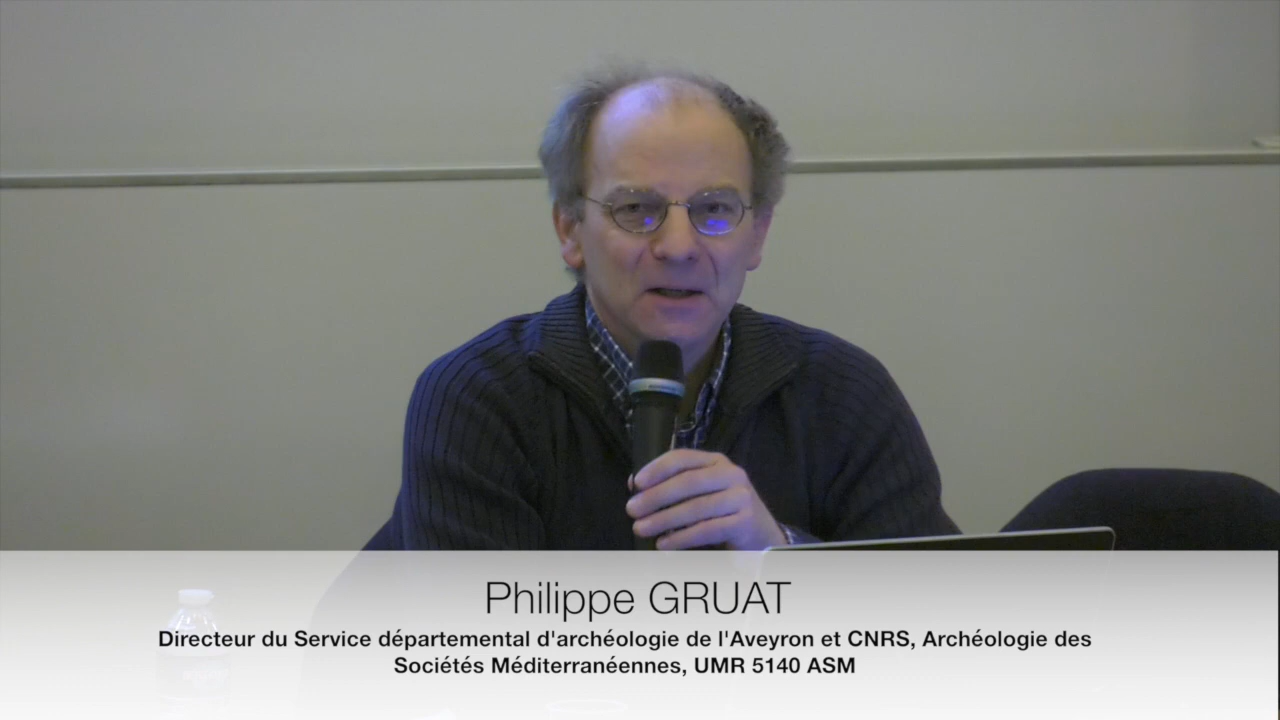 Philippe GRUAT
Directeur du Service départemental d'archéologie de l'Aveyron et CNRS, Archéologie des
Sociétés Méditerranéennes, UMR 5140 ASM